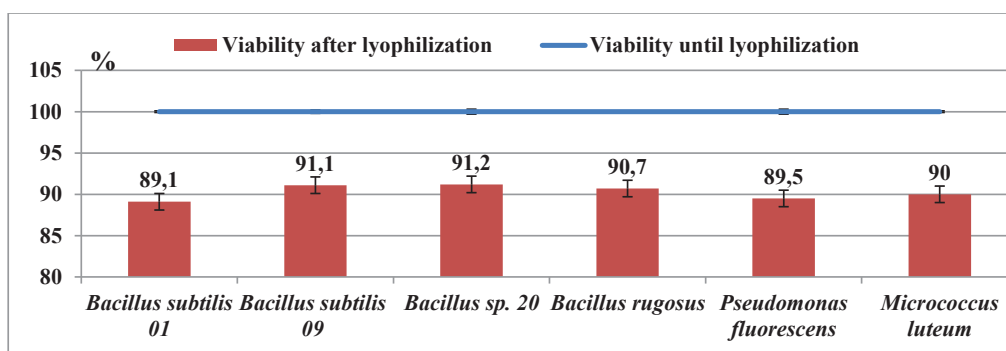 Viability after lyophilization Viability until lyophilization
%
105
100
95
90
85
80
89,1
91,1
91,2
90,7
89,5
90
Bacillus subtilis 01
Bacillus subtilis 09
Bacillus sp. 20
Bacillus rugosus
Pseudomonas fluorescens
Micrococcus luteum